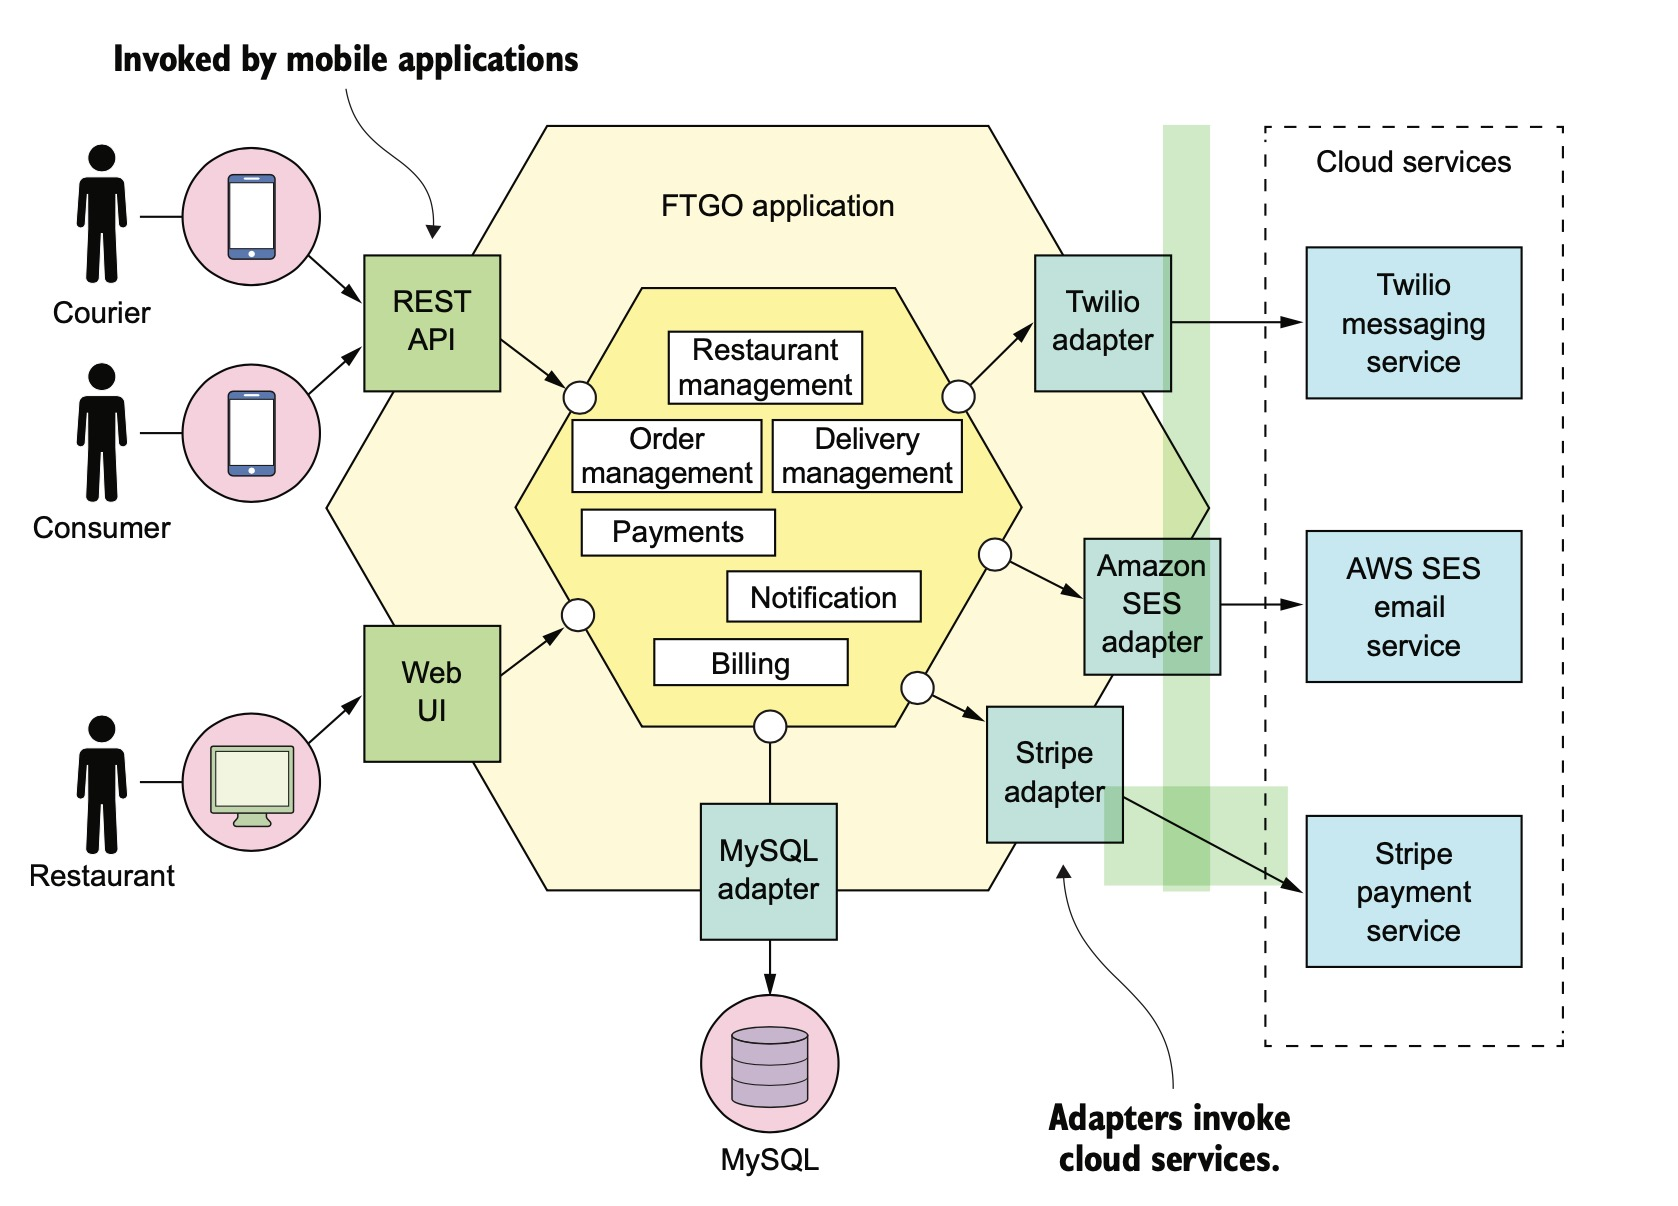 Invoked by mobile applications
Courier
Consumer
Restaurant
REST
API
Web
UI
FTGO application
Restaurant
management
Order
management
Delivery
management
Payments
Notification
Billing
MySQL
adapter
MySQL
Twilio
adapter
Amazon
SES
adapter
Stripe
adapter
Cloud services
Twilio
messaging
service
AWS SES
email
service
Stripe
payment
service
Adapters invoke
cloud services.